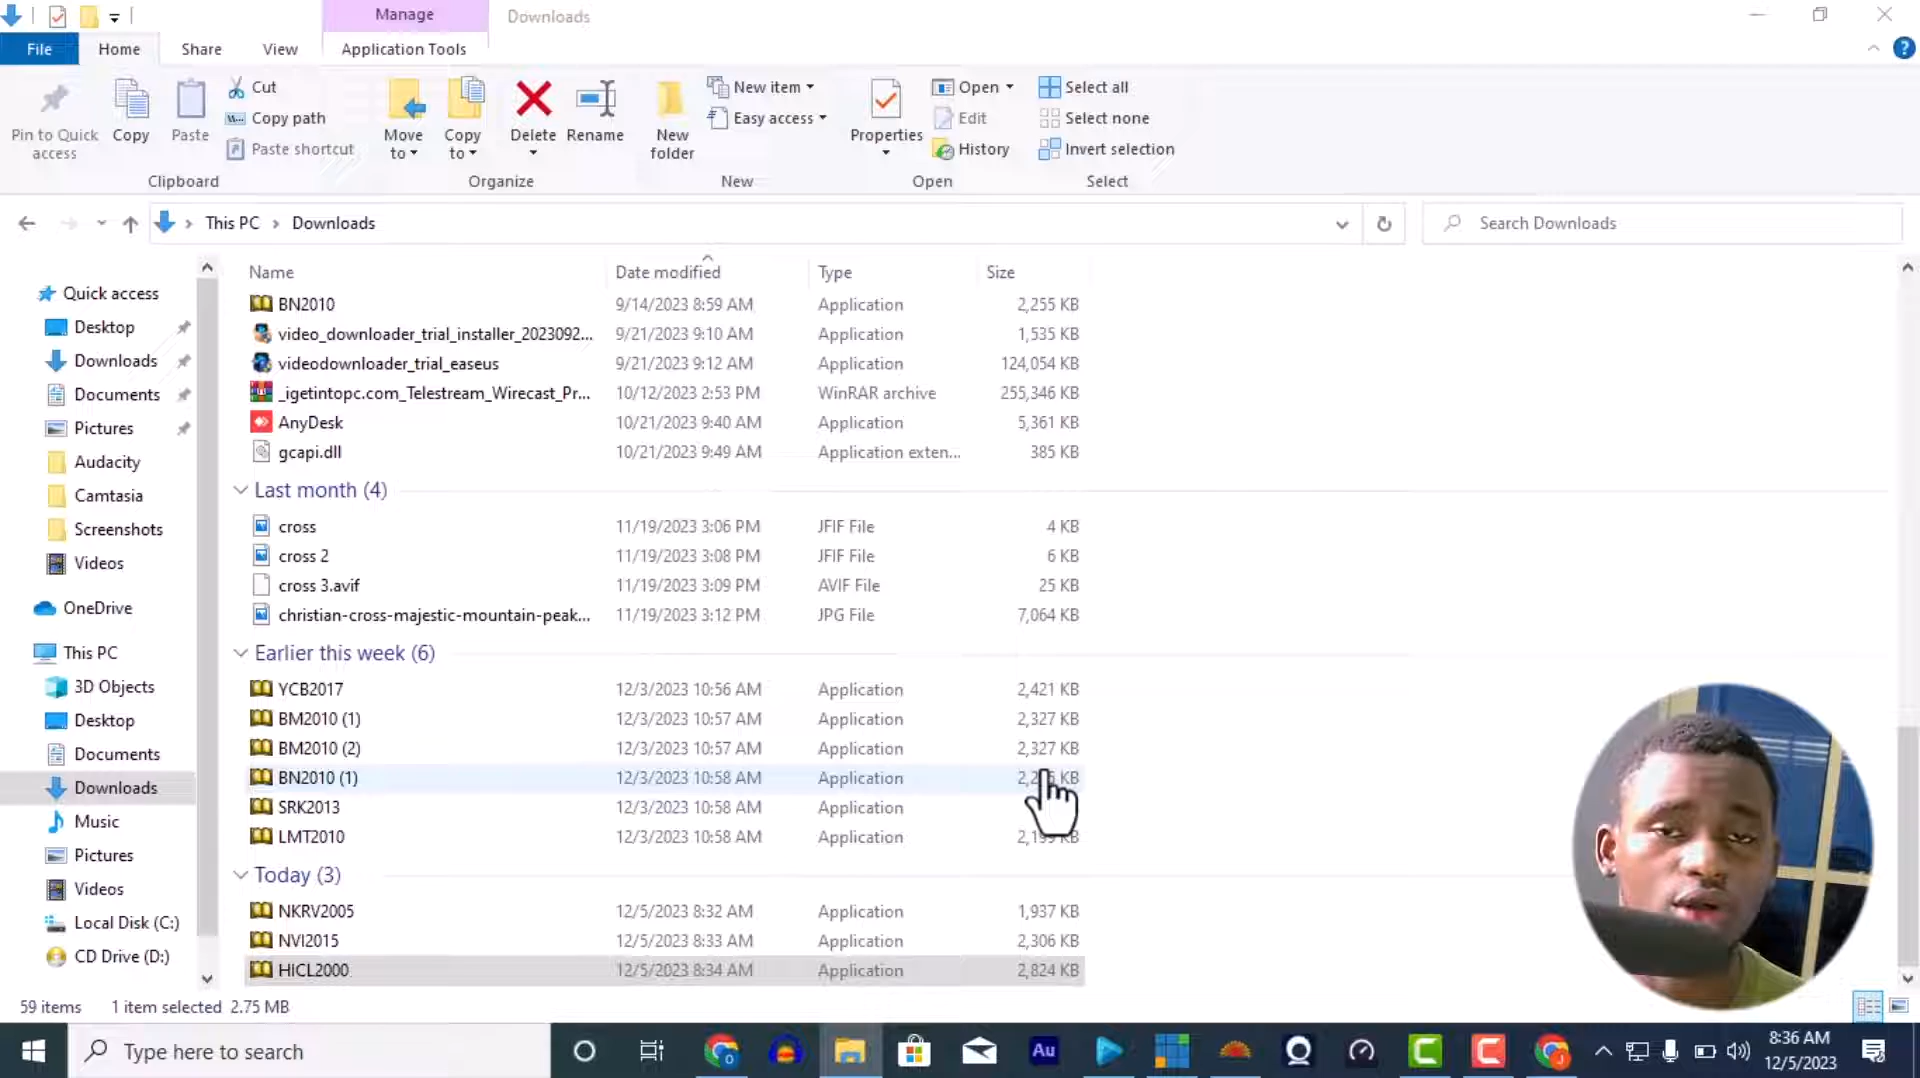 Manage
Downloads
File
Home
Share
View
Application Tools
Pin to Quick access
Copy
Paste
Cut
Copy path
Paste shortcut
Clipboard
Move to
Copy to
Delete
Rename
Organize
New folder
New item
Easy access
New
Properties
Open
Edit
History
Open
Select all
Select none
Invert selection
Select
This PC > Downloads
Search Downloads
Quick access
Desktop
Downloads
Documents
Pictures
Audacity
Camtasia
Screenshots
Videos
OneDrive
This PC
3D Objects
Desktop
Documents
Downloads
Music
Pictures
Videos
Local Disk (C:)
CD Drive (D:)
Name Date modified Type Size
BN2010 9/14/2023 8:59 AM Application 2,255 KB
video_downloader_trial_installer_202309​2... 9/21/2023 9:10 AM Application 1,535 KB
videodownloader_trial_easeus 9/21/2023 9:12 AM Application 124,054 KB
_igetintopc.com_Telestream_Wirecast_Pr... 10/12/2023 2:53 PM WinRAR archive 255,346 KB
AnyDesk 10/21/2023 9:40 AM Application 5,361 KB
gcapi.dll 10/21/2023 9:49 AM Application exten... 385 KB
Last month (4)
cross 11/19/2023 3:06 PM JFIF File 4 KB
cross 2 11/19/2023 3:08 PM JFIF File 6 KB
cross 3.avif 11/19/2023 3:09 PM AVIF File 25 KB
christian-cross-majestic-mountain-peak... 11/19/2023 3:12 PM JPG File 7,064 KB
Earlier this week (6)
YCB2017 12/3/2023 10:56 AM Application 2,421 KB
BM2010 (1) 12/3/2023 10:57 AM Application 2,327 KB
BM2010 (2) 12/3/2023 10:57 AM Application 2,327 KB
BN2010 (1) 12/3/2023 10:58 AM Application KB
SRK2013 12/3/2023 10:58 AM Application
LMT2010 12/3/2023 10:58 AM Application KB
Today (3)
NKRV2005 12/5/2023 8:32 AM Application 1,937 KB
NVI2015 12/5/2023 8:33 AM Application 2,306 KB
HICL2000 12/5/2023 8:34 AM Application 2,824 KB
59 items 1 item selected 2.75 MB
Type here to search
Au
8:36 AM
12/5/2023